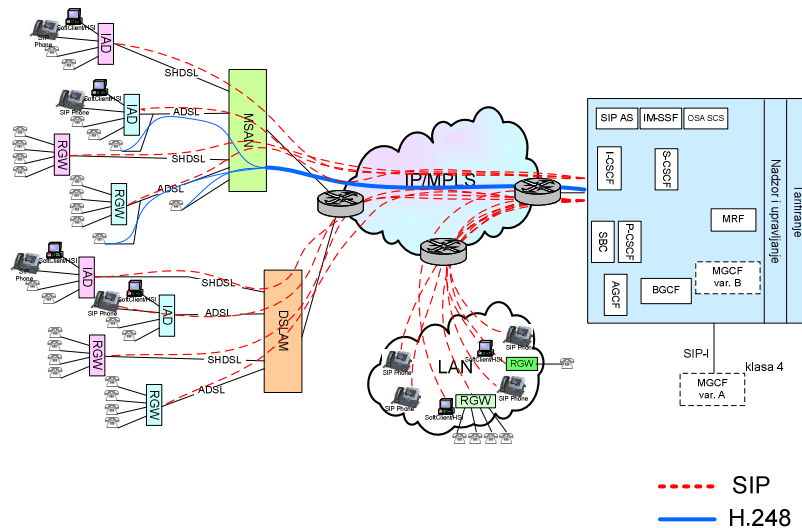 SoftClient/HSI
SIP
Phone
IAD
SHDSL
SoftClient/HSI
SIP Phone
IAD
ADSL
MSAN
RGW
SHDSL
RGW
ADSL
SoftClient/HSI
SIP
Phone
IAD
SHDSL
SoftClient/HSI
SIP
Phone
IAD
ADSL
DSLAM
RGW
SHDSL
RGW
ADSL
IP/MPLS
LAN
SIP Phone
SoftClient/HSI
SIP Phone
RGW
SIP Phone
SIP Phone
SoftClient/HSI
RGW
SIP AS
IM-SSF
OSA SCS
I-CSCF
S-CSCF
MRF
SBC
P-CSCF
AGCF
BGCF
MGCF
var. B
Nadzor i upravljanje
Tarifiranje
SIP-I
klasa 4
MGCF
var. A
SIP
H.248